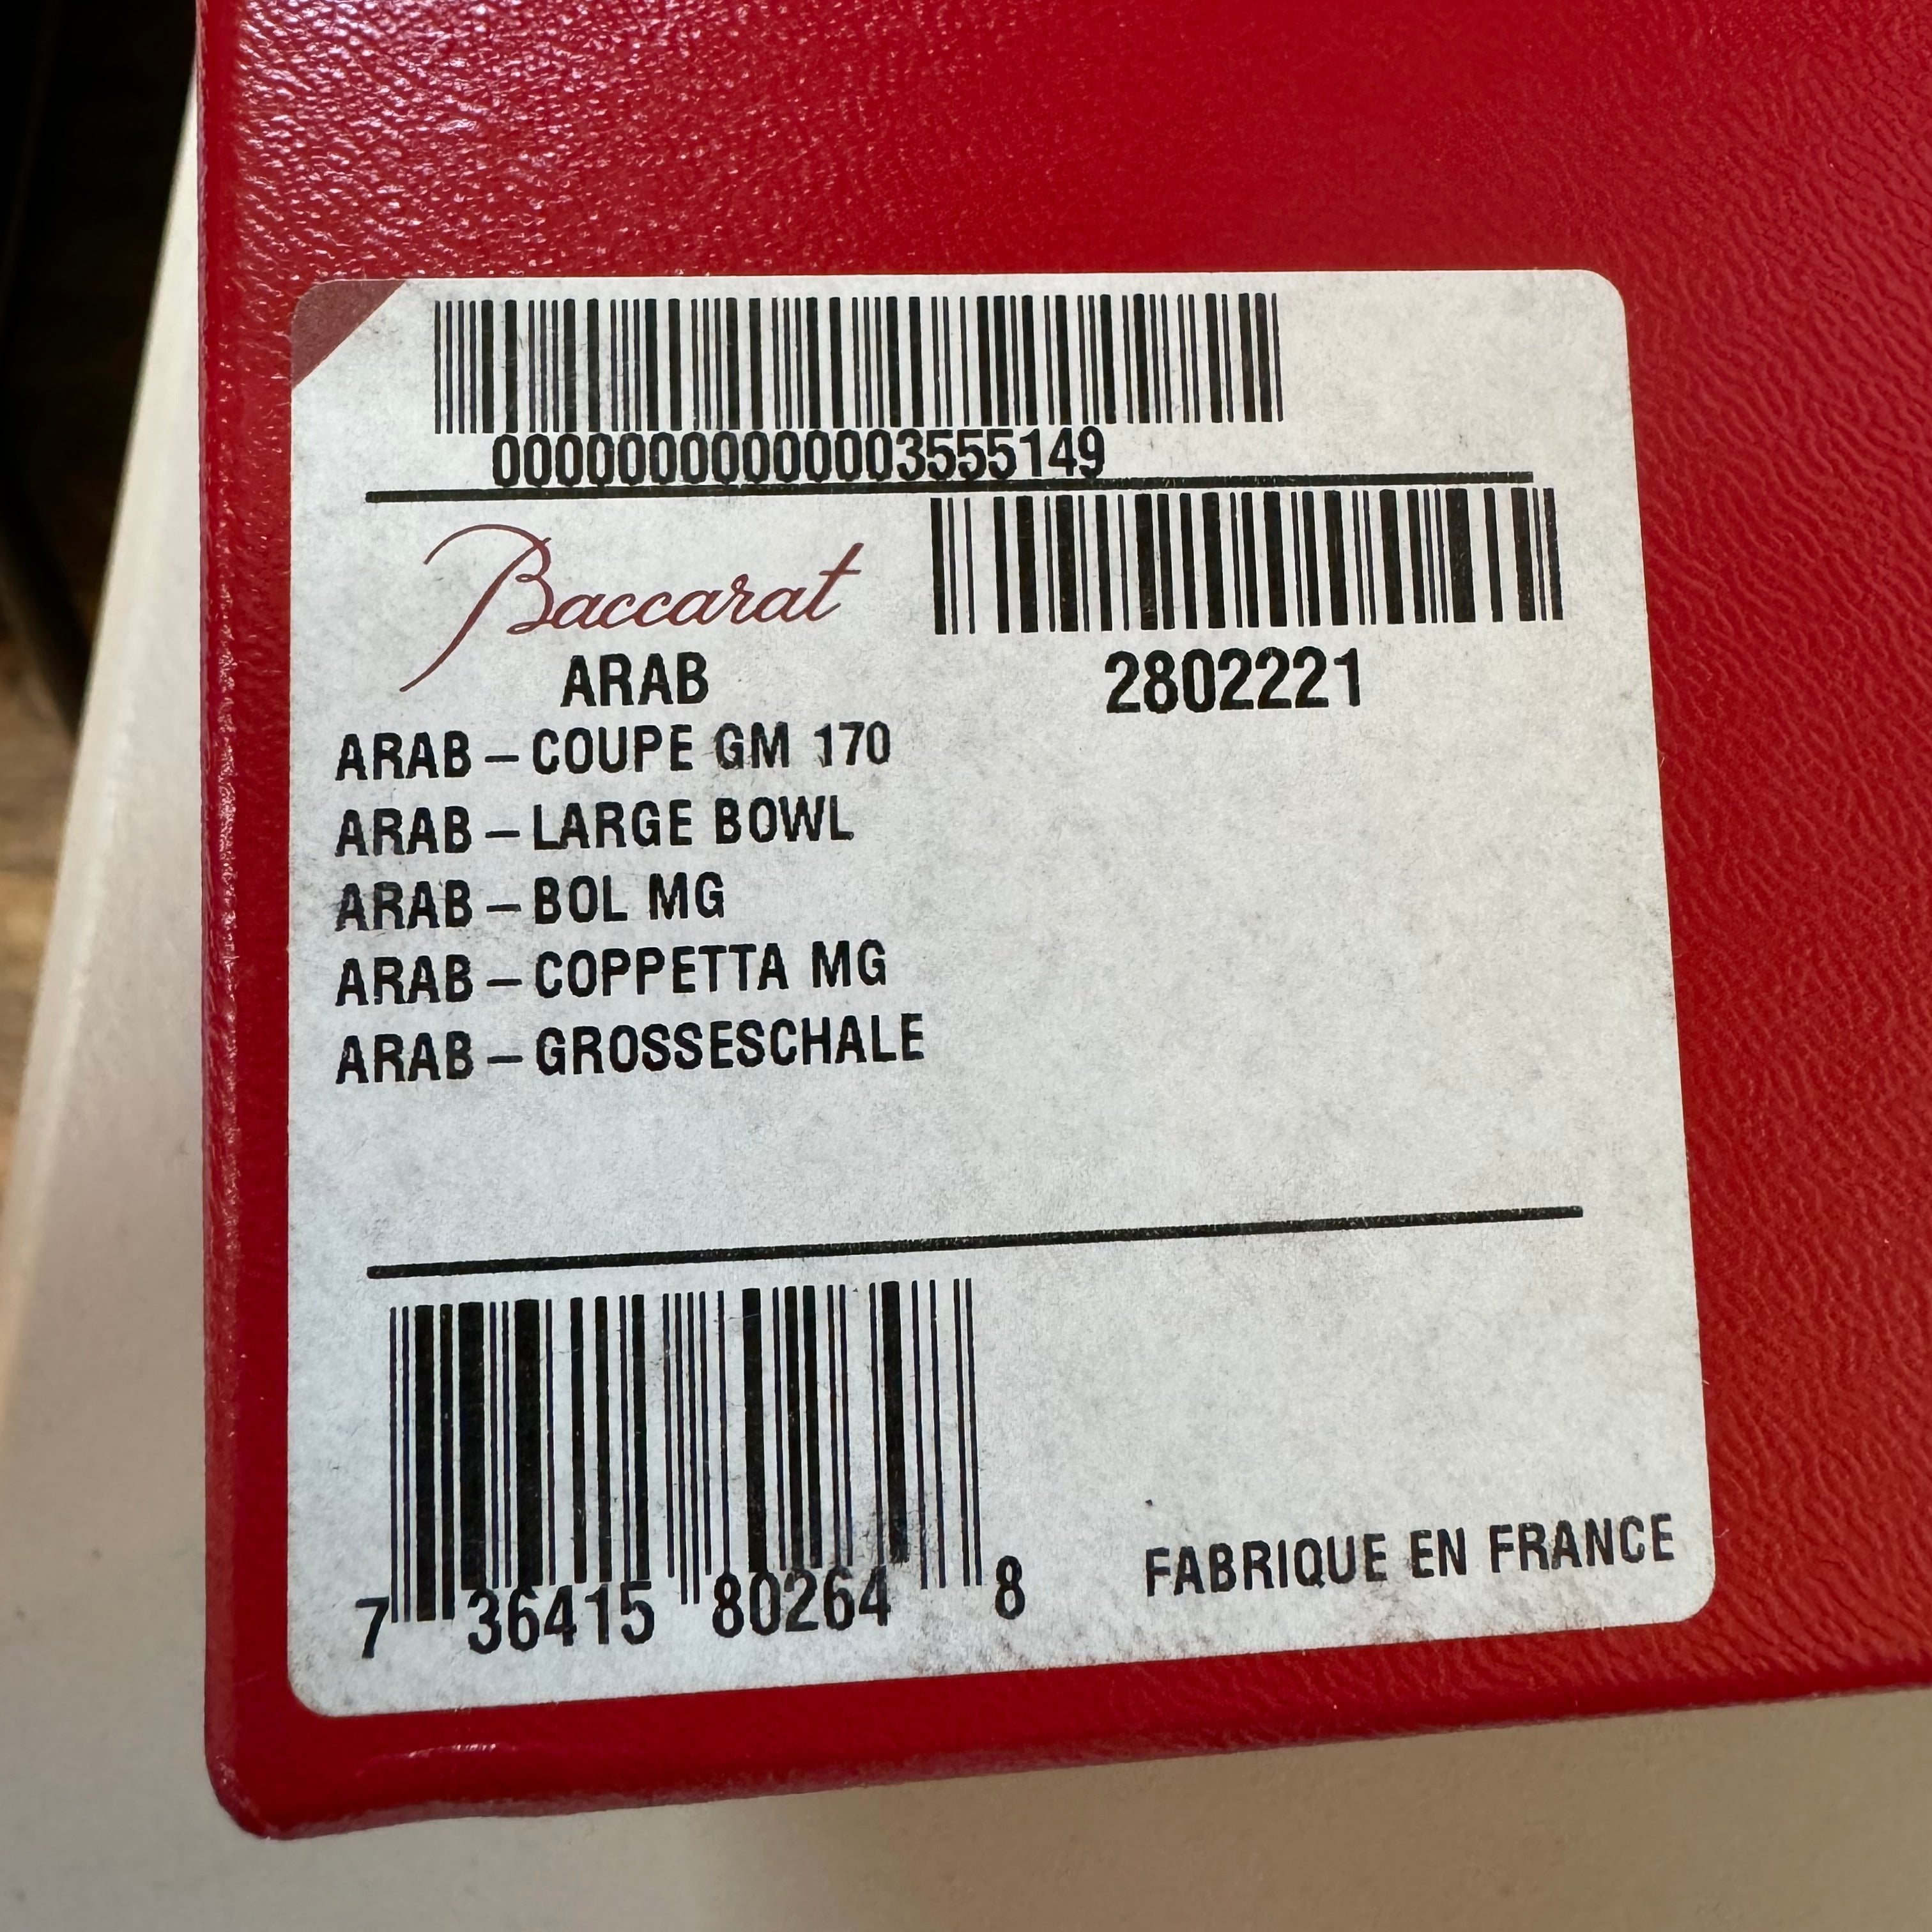 00000000000003555149
Baccarat
ARAB
2802221
ARAB – COUPE GM 170
ARAB – LARGE BOWL
ARAB – BOL MG
ARAB – COPPETTA MG
ARAB – GROSSESCHALE
7 36415 80264 8
FABRIQUE EN FRANCE